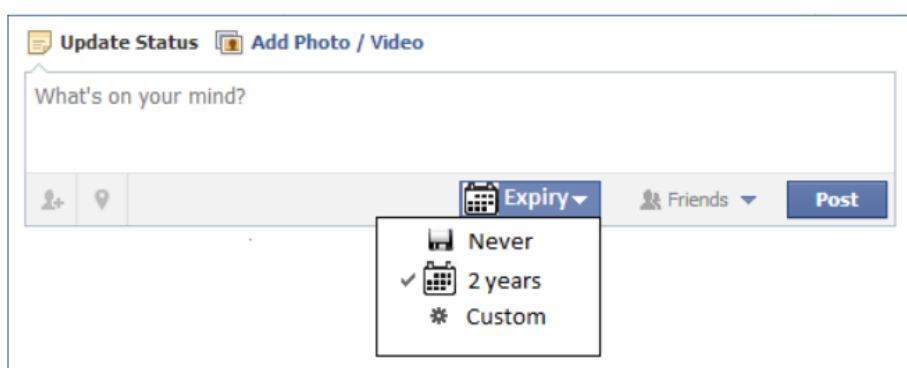 Update Status Add Photo / Video
What's on your mind?
Expiry Friends Post
Never
2 years
Custom